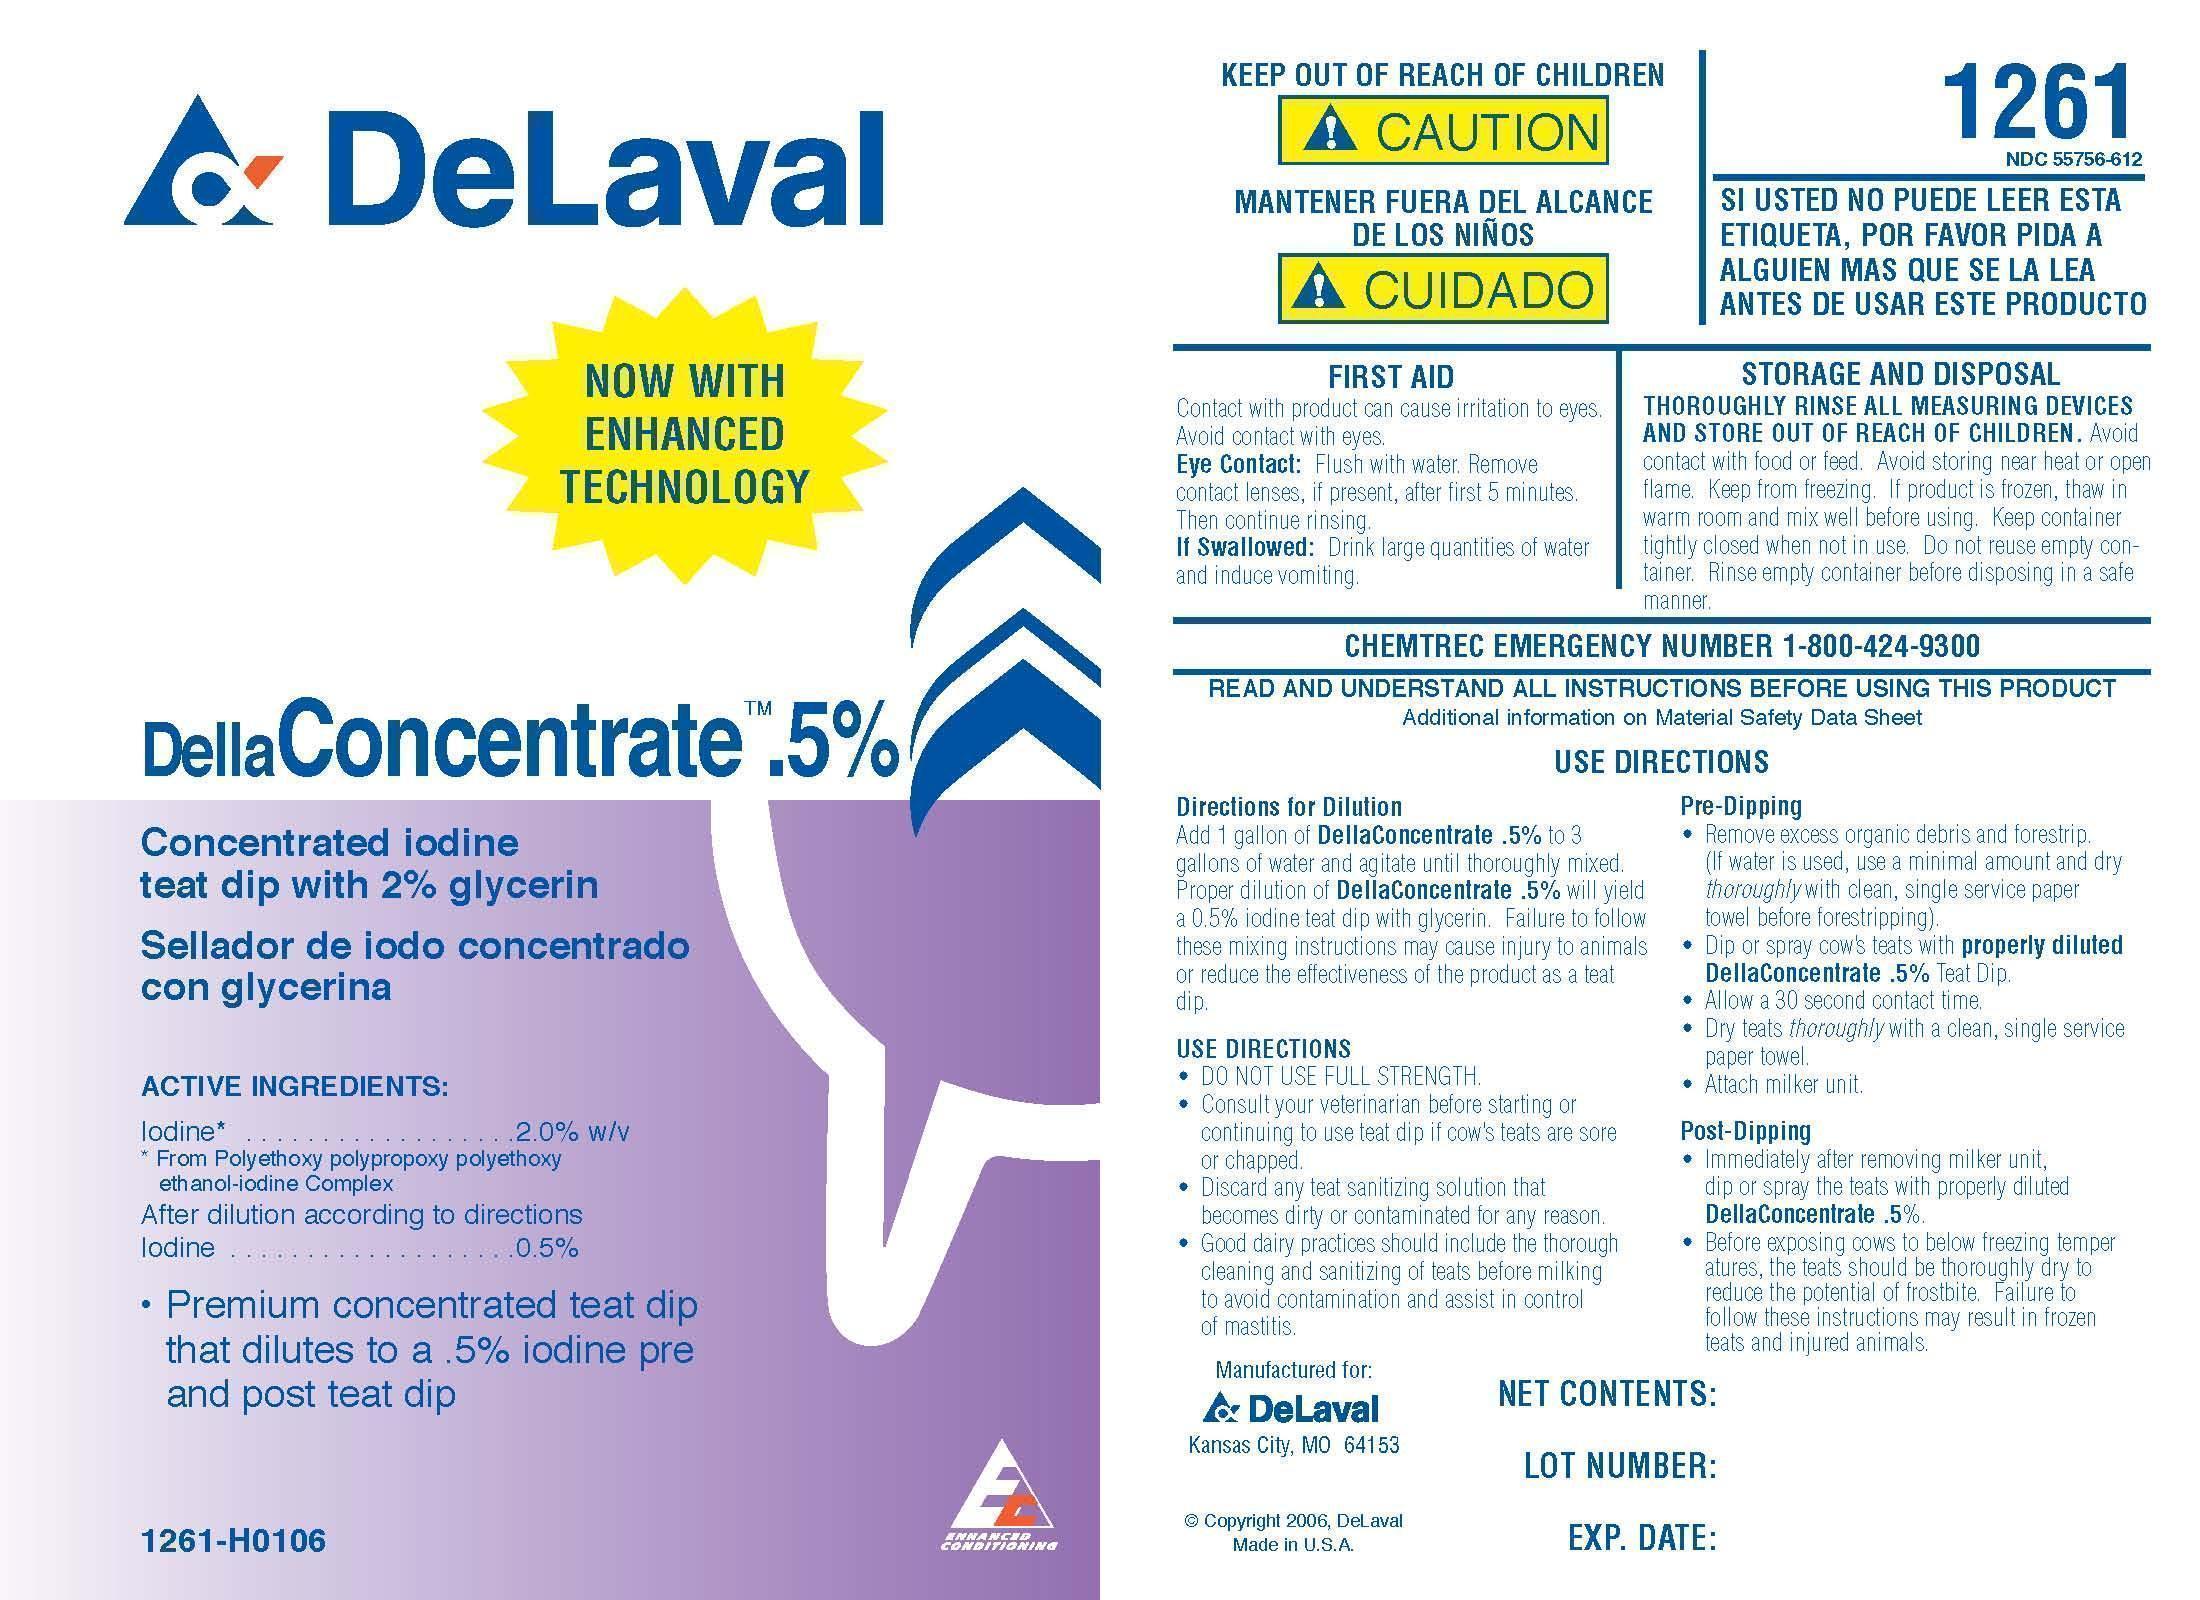 DeLaval
NOW WITH
ENHANCED
TECHNOLOGY
DellaConcentrate™.5%
Concentrated iodine
teat dip with 2% glycerin
Sellador de iodo concentrado
con glycerina
ACTIVE INGREDIENTS:
Iodine* . . . . . . . . . . . . . . . . . .2.0% w/v
* From Polyethoxy polypropoxy polyethoxy
ethanol-iodine Complex
After dilution according to directions
Iodine . . . . . . . . . . . . . . . . . . .0.5%
• Premium concentrated teat dip
that dilutes to a .5% iodine pre
and post teat dip
1261-H0106
EC
ENHANCED
CONDITIONING
KEEP OUT OF REACH OF CHILDREN
! CAUTION
MANTENER FUERA DEL ALCANCE
DE LOS NIÑOS
! CUIDADO
1261
NDC 55756-612
SI USTED NO PUEDE LEER ESTA
ETIQUETA, POR FAVOR PIDA A
ALGUIEN MAS QUE SE LA LEA
ANTES DE USAR ESTE PRODUCTO
FIRST AID
Contact with product can cause irritation to eyes.
Avoid contact with eyes.
Eye Contact: Flush with water. Remove
contact lenses, if present, after first 5 minutes.
Then continue rinsing.
If Swallowed: Drink large quantities of water
and induce vomiting.
STORAGE AND DISPOSAL
THOROUGHLY RINSE ALL MEASURING DEVICES
AND STORE OUT OF REACH OF CHILDREN. Avoid
contact with food or feed. Avoid storing near heat or open
flame. Keep from freezing. If product is frozen, thaw in
warm room and mix well before using. Keep container
tightly closed when not in use. Do not reuse empty con-
tainer. Rinse empty container before disposing in a safe
manner.
CHEMTREC EMERGENCY NUMBER 1-800-424-9300
READ AND UNDERSTAND ALL INSTRUCTIONS BEFORE USING THIS PRODUCT
Additional information on Material Safety Data Sheet
USE DIRECTIONS
Directions for Dilution
Add 1 gallon of DellaConcentrate .5% to 3
gallons of water and agitate until thoroughly mixed.
Proper dilution of DellaConcentrate .5% will yield
a 0.5% iodine teat dip with glycerin. Failure to follow
these mixing instructions may cause injury to animals
or reduce the effectiveness of the product as a teat
dip.
USE DIRECTIONS
• DO NOT USE FULL STRENGTH.
• Consult your veterinarian before starting or
continuing to use teat dip if cow's teats are sore
or chapped.
• Discard any teat sanitizing solution that
becomes dirty or contaminated for any reason.
• Good dairy practices should include the thorough
cleaning and sanitizing of teats before milking
to avoid contamination and assist in control
of mastitis.
Pre-Dipping
• Remove excess organic debris and forestrip.
(If water is used, use a minimal amount and dry
thoroughly with clean, single service paper
towel before forestripping).
• Dip or spray cow's teats with properly diluted
DellaConcentrate .5% Teat Dip.
• Allow a 30 second contact time.
• Dry teats thoroughly with a clean, single service
paper towel.
• Attach milker unit.
Post-Dipping
• Immediately after removing milker unit,
dip or spray the teats with properly diluted
DellaConcentrate .5%.
• Before exposing cows to below freezing temper
atures, the teats should be thoroughly dry to
reduce the potential of frostbite. Failure to
follow these instructions may result in frozen
teats and injured animals.
Manufactured for:
DeLaval
Kansas City, MO 64153
© Copyright 2006, DeLaval
Made in U.S.A.
NET CONTENTS:
LOT NUMBER:
EXP. DATE: